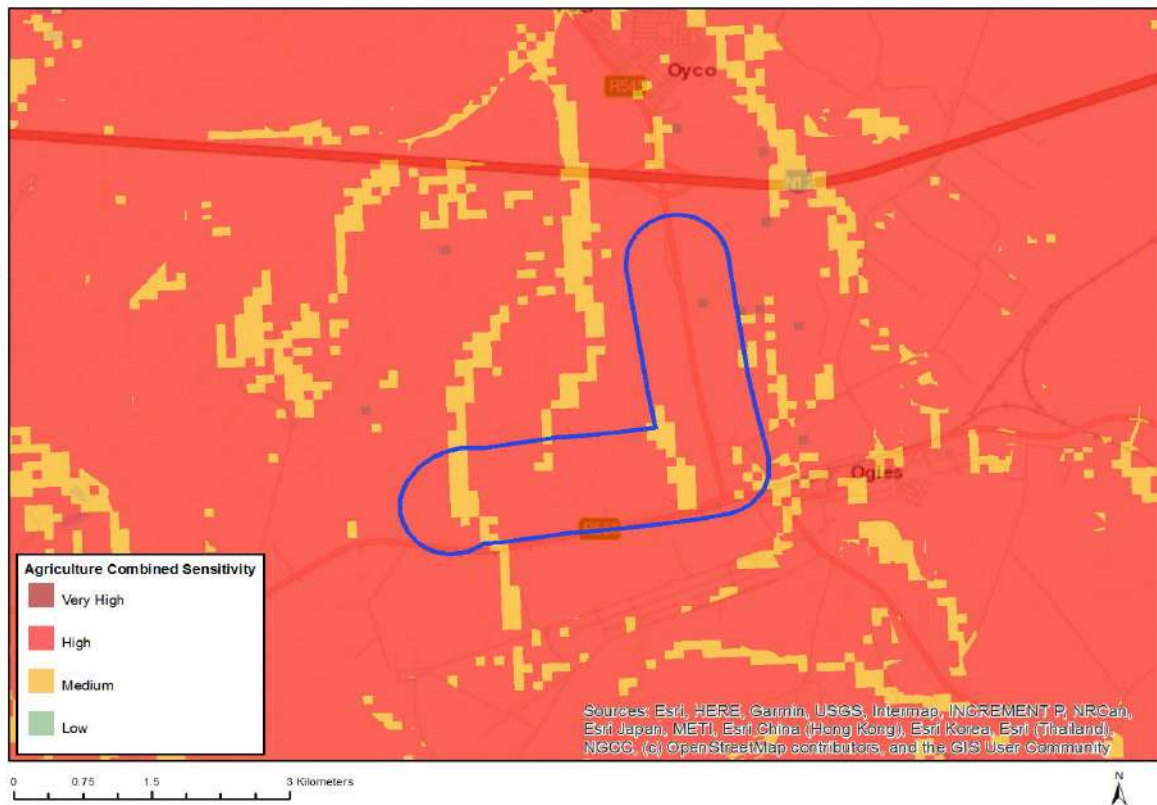 Oyco
N12
Ogies
Agriculture Combined Sensitivity
Very High
High
Medium
Low
Sources: Esri, HERE, Garmin, USGS, Intermap, INCREMENT P, NRCan,
Esri Japan, METI, Esri China (Hong Kong), Esri Korea, Esri (Thailand),
NGCC, (c) OpenStreetMap contributors, and the GIS User Community
0 0.75 1.5 3 Kilometers
N